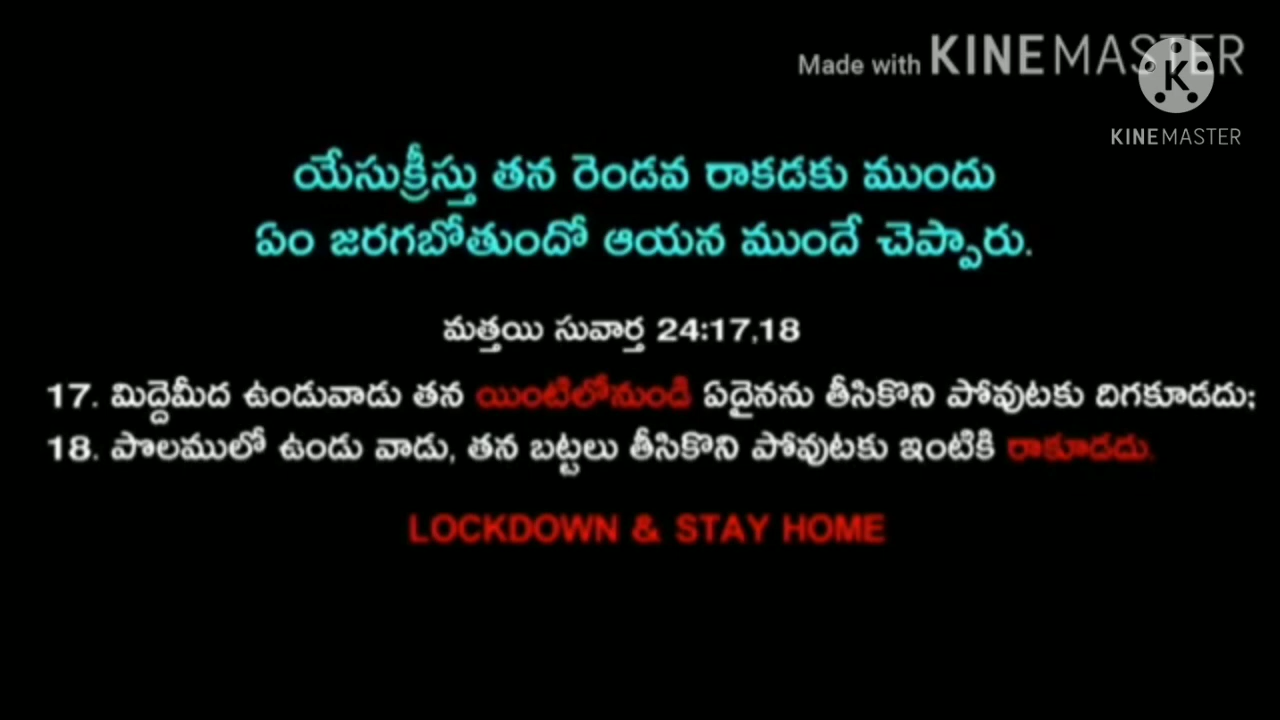 Made with KINEMASTER
KINEMASTER
యేసుక్రీస్తు తన రెండవ రాకడకు ముందు
ఏం జరగబోతుందో ఆయన ముందే చెప్పారు.
మత్తయి సువార్త 24:17,18
17. మిద్దెమీద ఉండువాడు తన యింటిలోనుండి ఏదైనను తీసికొని పోవుటకు దిగకూడదు;
18. పొలములో ఉండు వాడు, తన బట్టలు తీసికొని పోవుటకు ఇంటికి రాకూడదు.
LOCKDOWN & STAY HOME